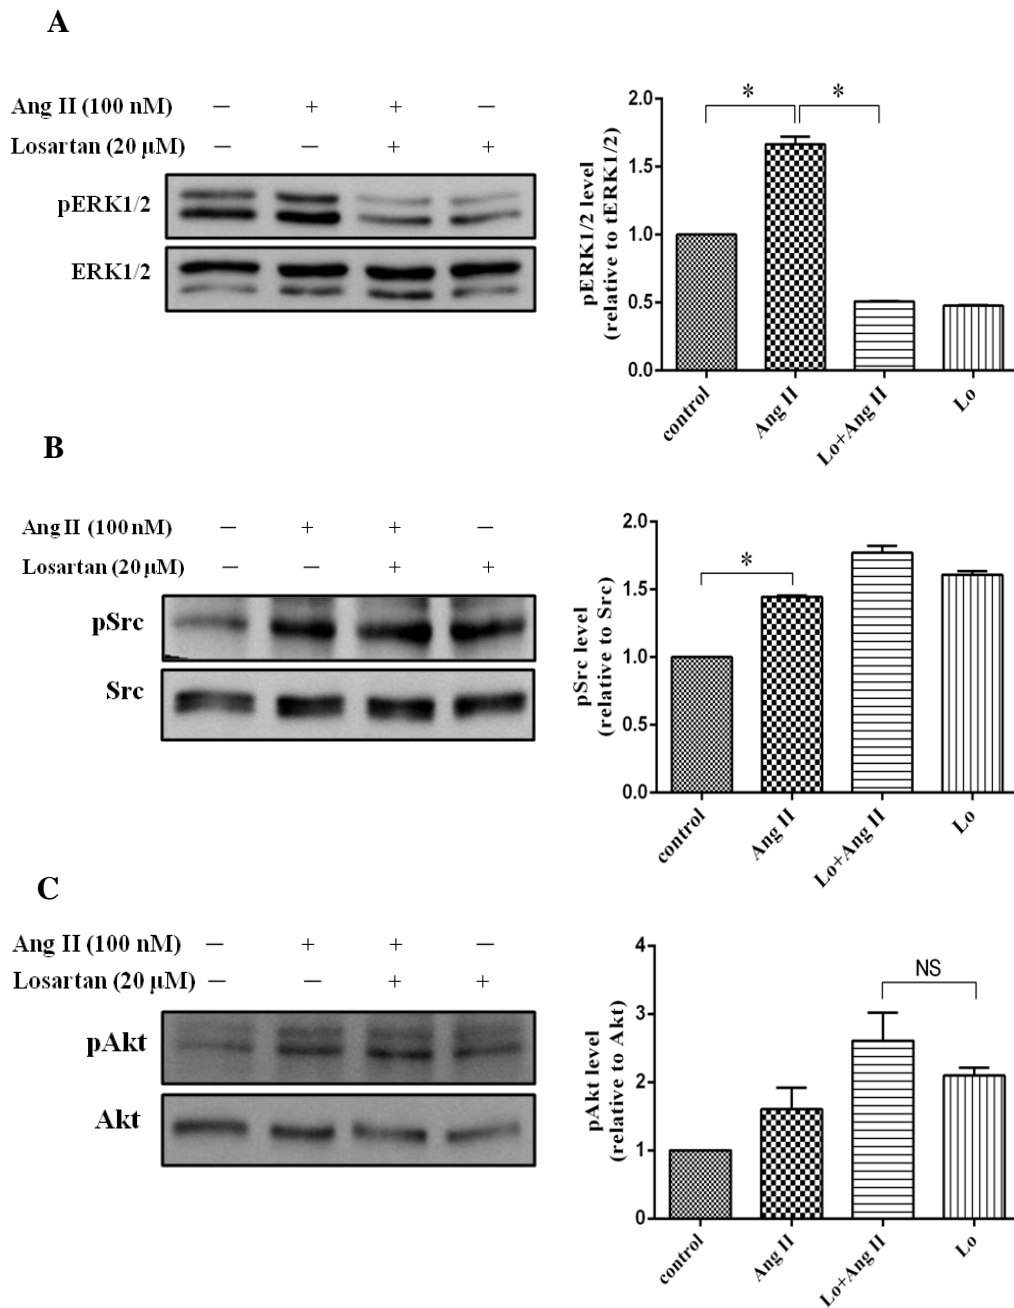 A
Ang II (100 nM) — + + —
Losartan (20 μM) — — + +
pERK1/2
ERK1/2
pERK1/2 level
(relative to tERK1/2)
2.0
1.5
1.0
0.5
0.0
* *
control
Ang II
Lo+Ang II
Lo
B
Ang II (100 nM) — + + —
Losartan (20 μM) — — + +
pSrc
Src
pSrc level
(relative to Src)
2.0
1.5
1.0
0.5
0.0
*
control
Ang II
Lo+Ang II
Lo
C
Ang II (100 nM) — + + —
Losartan (20 μM) — — + +
pAkt
Akt
pAkt level
(relative to Akt)
4
3
2
1
0
NS
control
Ang II
Lo+Ang II
Lo